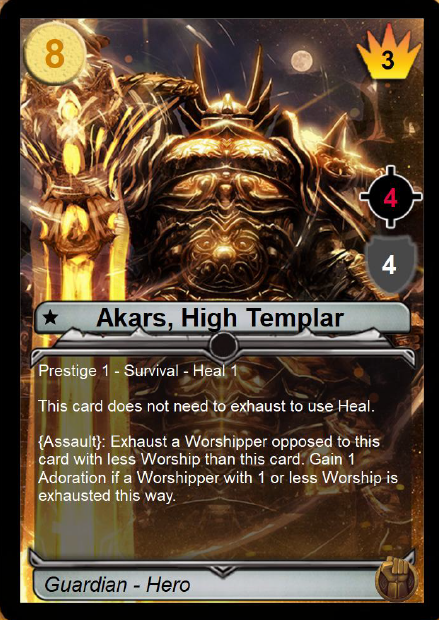 8
3
4
4
★ Akars, High Templar
Prestige 1 - Survival - Heal 1
This card does not need to exhaust to use Heal.
{Assault}: Exhaust a Worshipper opposed to this
card with less Worship than this card. Gain 1
Adoration if a Worshipper with 1 or less Worship is
exhausted this way.
Guardian - Hero